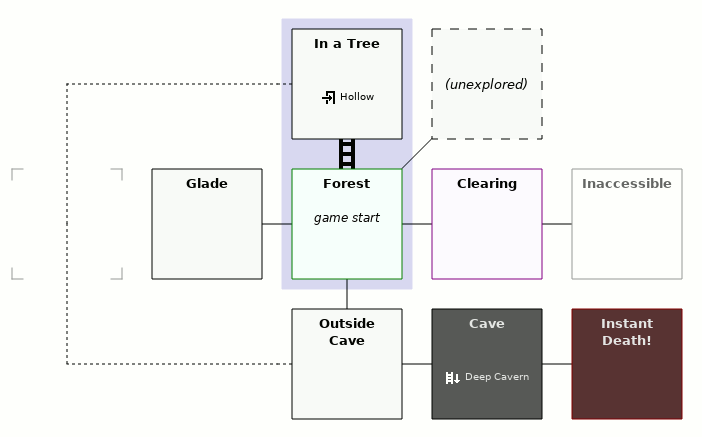 In a Tree
Hollow
(unexplored)
Glade
Forest
game start
Clearing
Inaccessible
Outside
Cave
Cave
Deep Cavern
Instant
Death!